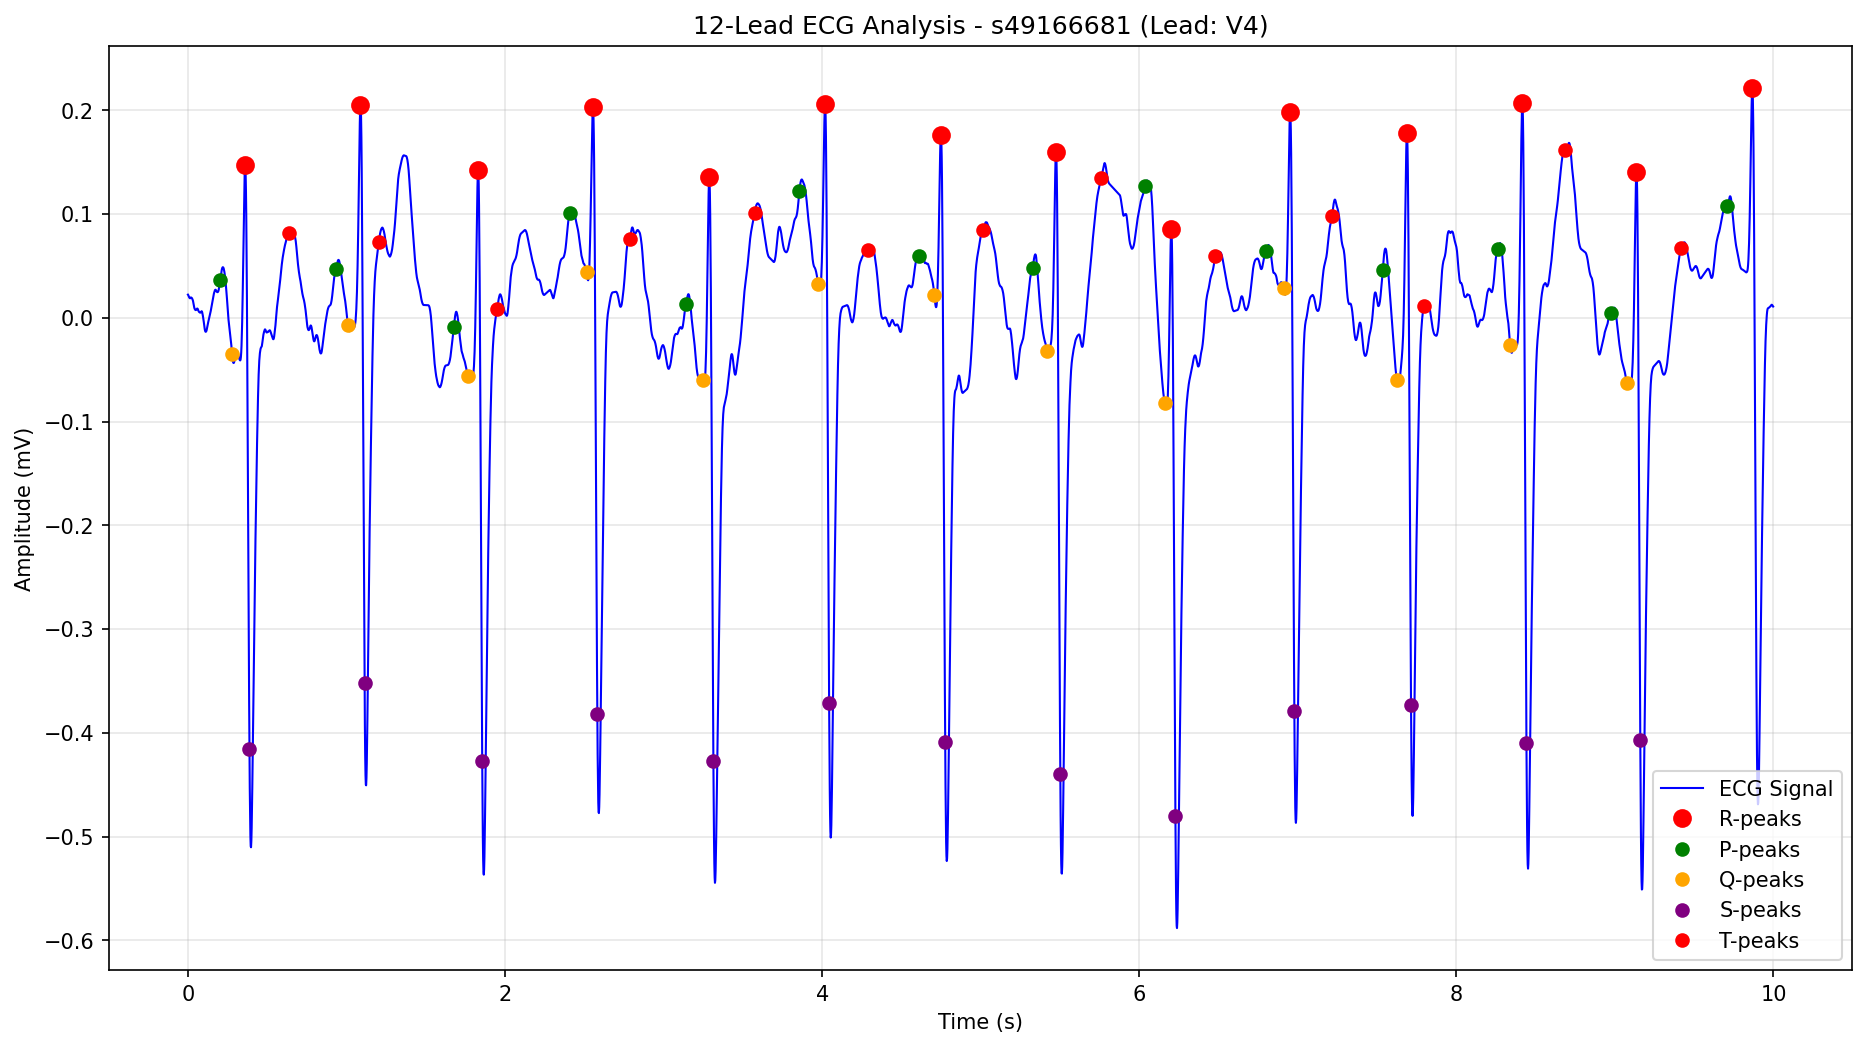 12-Lead ECG Analysis - s49166681 (Lead: V4)
Amplitude (mV)
0.2
0.1
0.0
−0.1
−0.2
−0.3
−0.4
−0.5
−0.6
ECG Signal
R-peaks
P-peaks
Q-peaks
S-peaks
T-peaks
0 2 4 6 8 10
Time (s)